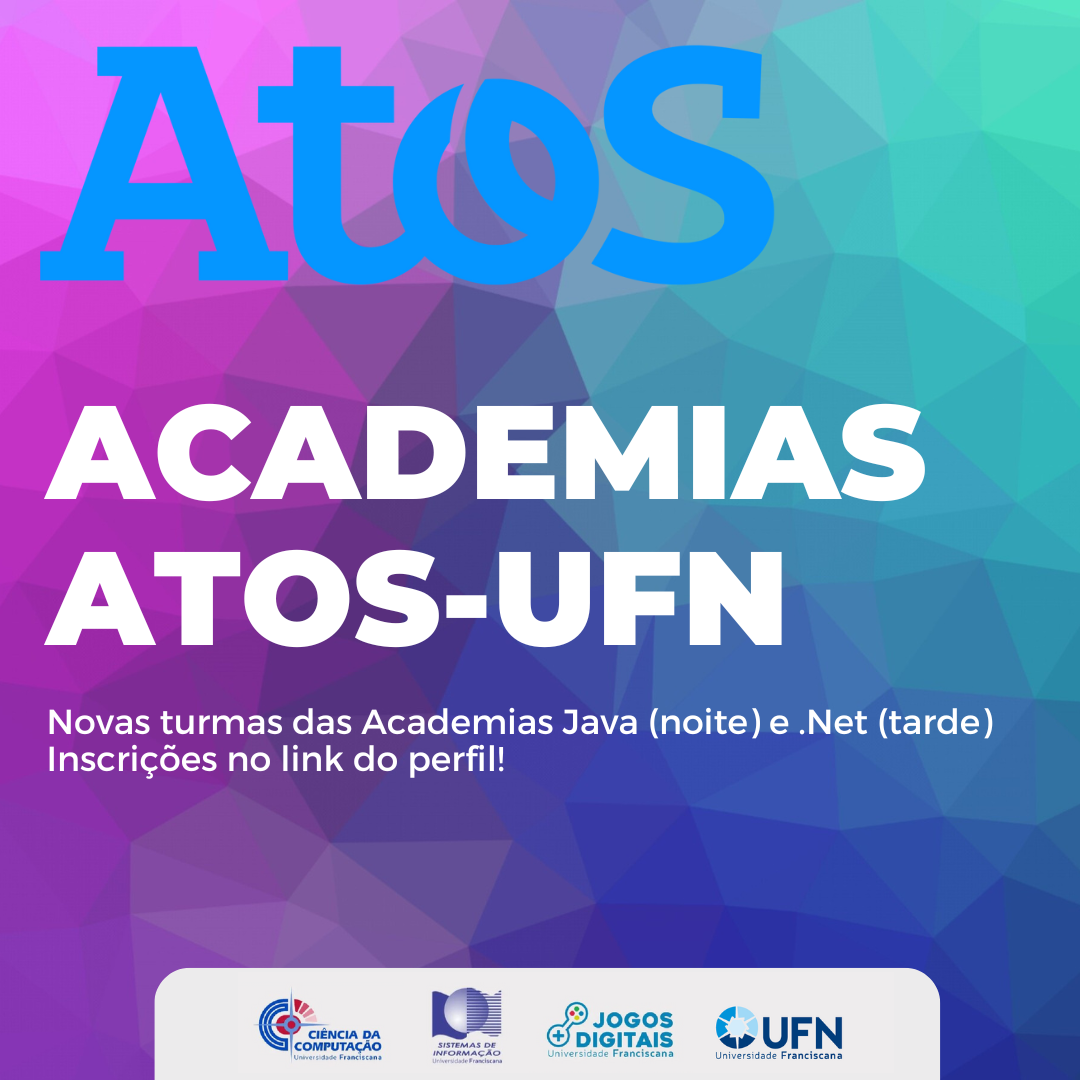 Atos
ACADEMIAS
ATOS-UFN
Novas turmas das Academias Java (noite) e .Net (tarde)
Inscrições no link do perfil!
CIÊNCIA DA
COMPUTAÇÃO
Universidade Franciscana
SISTEMAS DE
INFORMAÇÃO
Universidade Franciscana
JOGOS
DIGITAIS
Universidade Franciscana
UFN
Universidade Franciscana